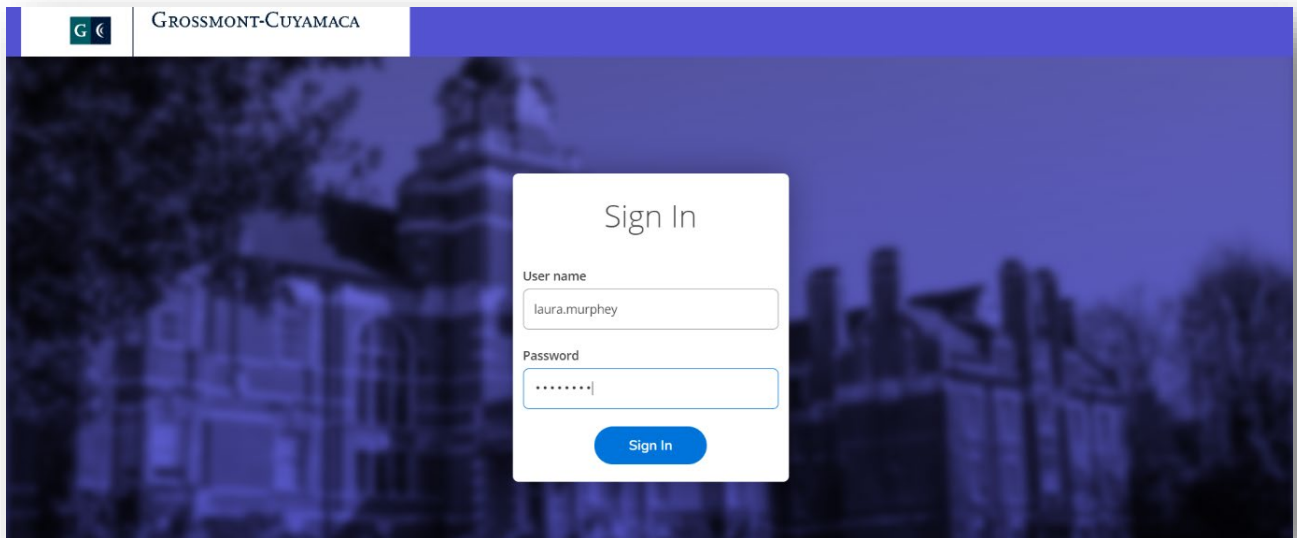 G
GROSSMONT-CUYAMACA
Sign In
User name
laura.murphey
Password
••••••••
Sign In